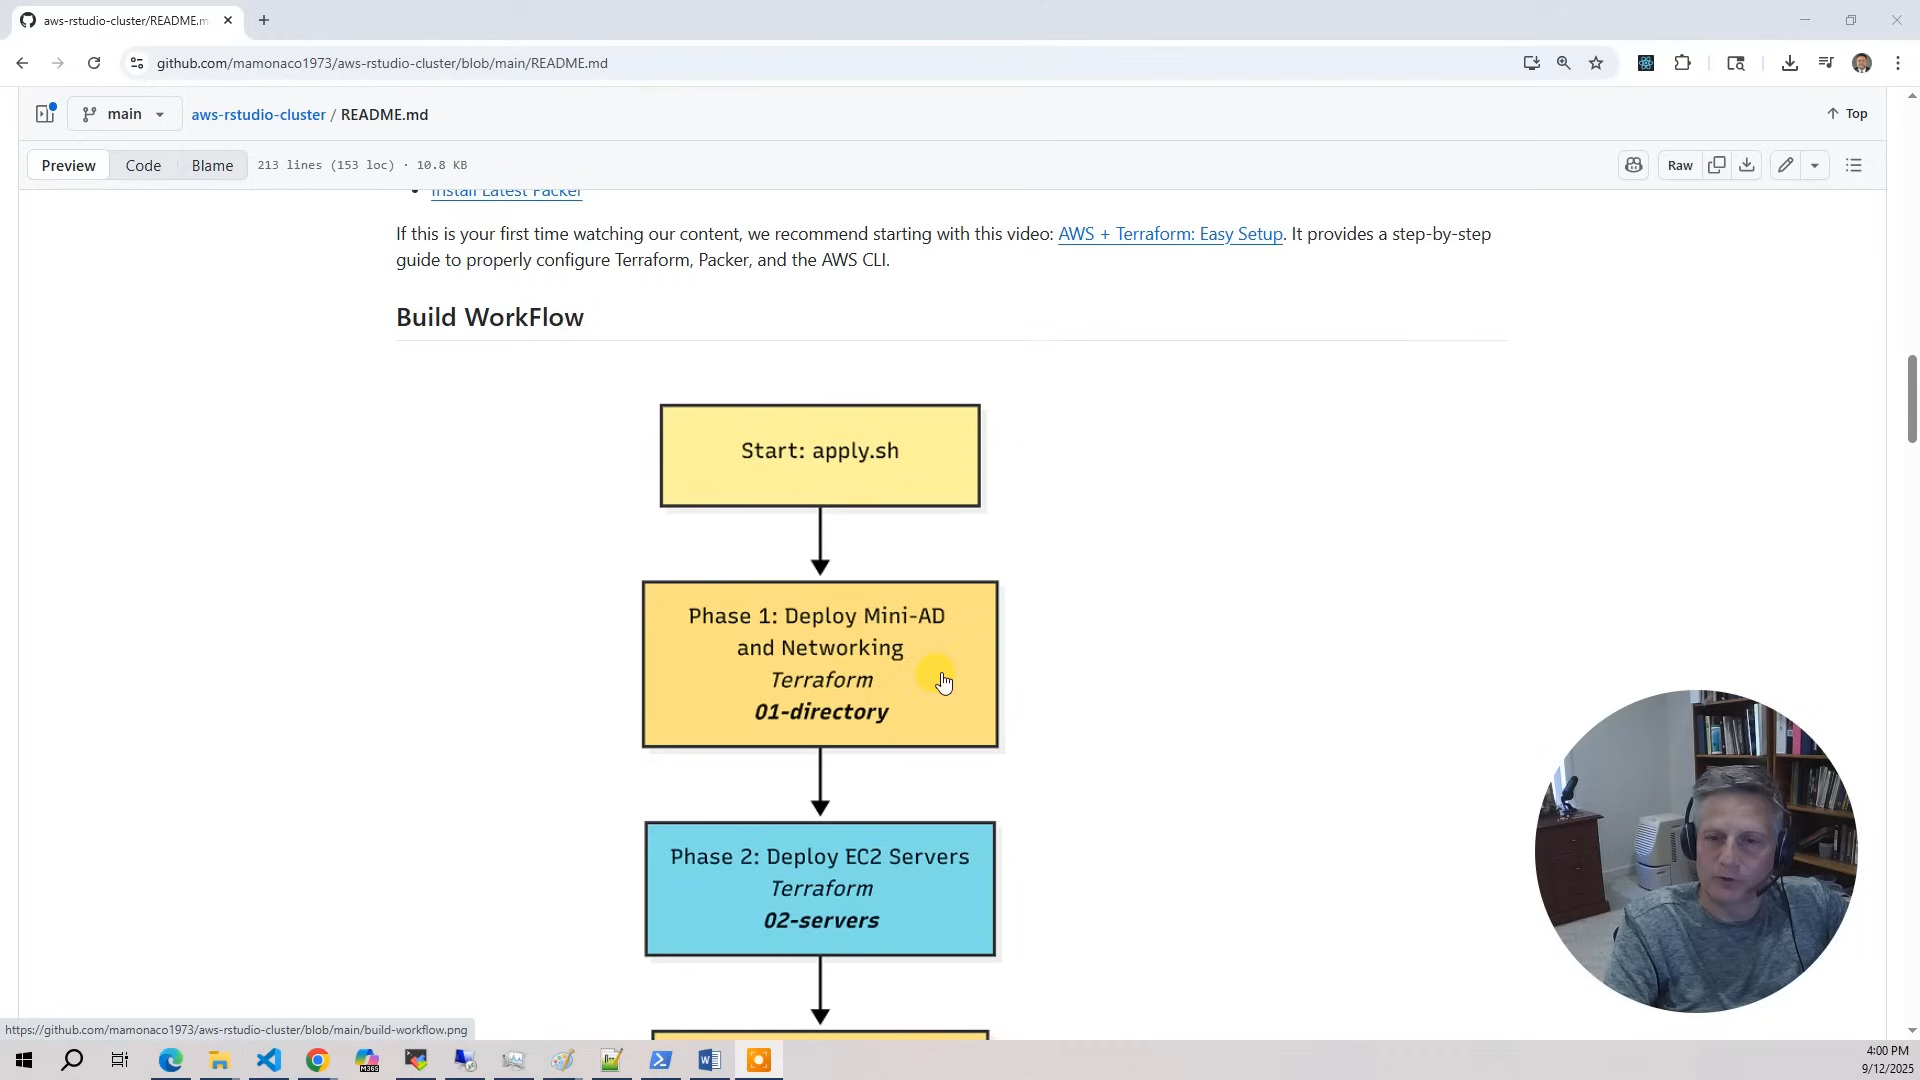 aws-rstudio-cluster/README.m
github.com/mamonaco1973/aws-rstudio-cluster/blob/main/README.md
main
aws-rstudio-cluster / README.md
Top
Preview
Code
Blame
213 lines (153 loc) · 10.8 KB
Raw
Install Latest Packer
If this is your first time watching our content, we recommend starting with this video: AWS + Terraform: Easy Setup. It provides a step-by-step
guide to properly configure Terraform, Packer, and the AWS CLI.
Build WorkFlow
Start: apply.sh
Phase 1: Deploy Mini-AD
and Networking
Terraform
01-directory
Phase 2: Deploy EC2 Servers
Terraform
02-servers
https://github.com/mamonaco1973/aws-rstudio-cluster/blob/main/build-workflow.png
M365
4:00 PM
9/12/2025